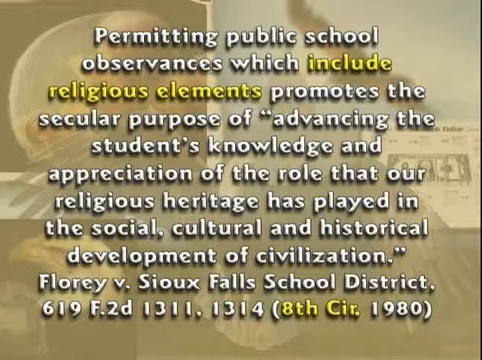 Permitting public school
observances which include
religious elements promotes the
secular purpose of “advancing the
student’s knowledge and
appreciation of the role that our
religious heritage has played in
the social, cultural and historical
development of civilization.”
Florey v. Sioux Falls School District,
619 F.2d 1311, 1314 (8th Cir. 1980)